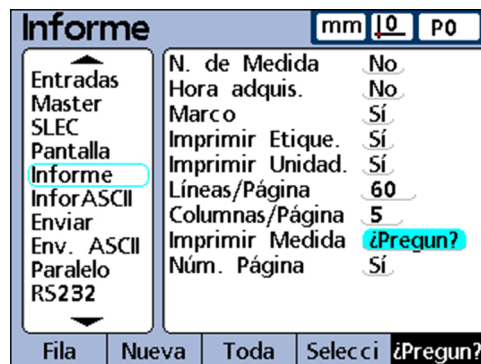 Informe mm 0 P0
Entradas
Master
SLEC
Pantalla
Informe
InforASCII
Enviar
Env. ASCII
Paralelo
RS232
N. de Medida No
Hora adquis. No
Marco Sí
Imprimir Etique. Sí
Imprimir Unidad. Sí
Líneas/Página 60
Columnas/Página 5
Imprimir Medida ¿Pregun?
Núm. Página Sí
Fila Nueva Toda Selecci ¿Pregun?